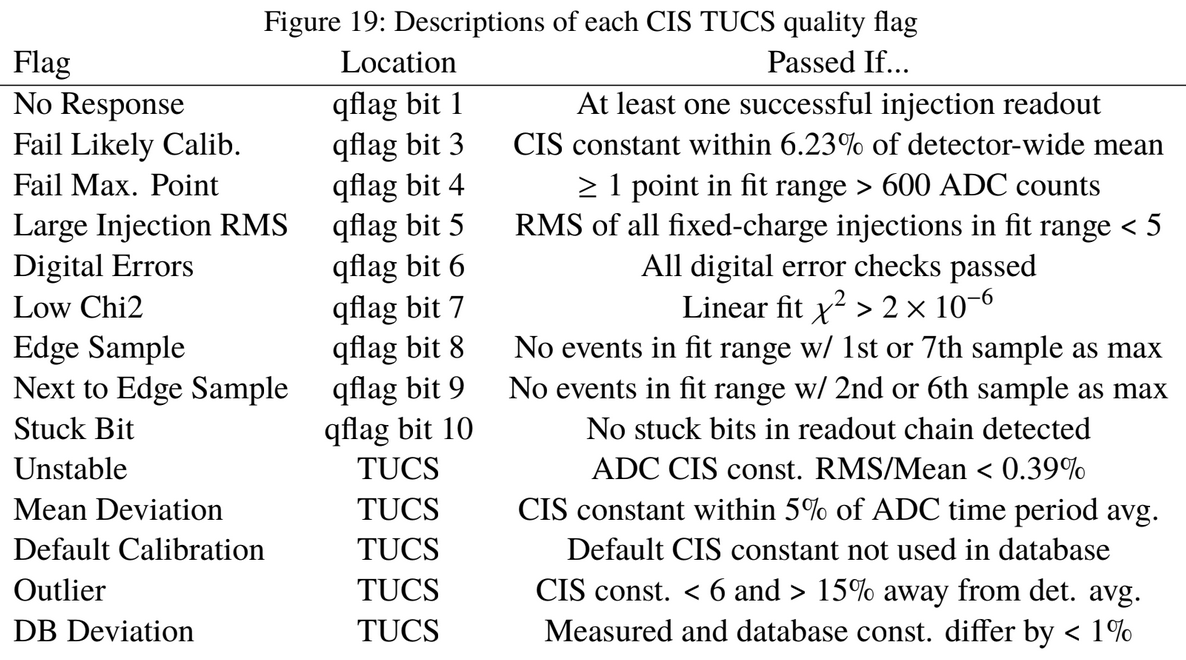 Figure 19: Descriptions of each CIS TUCS quality flag
Flag Location Passed If...
No Response qflag bit 1 At least one successful injection readout
Fail Likely Calib. qflag bit 3 CIS constant within 6.23% of detector-wide mean
Fail Max. Point qflag bit 4 ≥ 1 point in fit range > 600 ADC counts
Large Injection RMS qflag bit 5 RMS of all fixed-charge injections in fit range < 5
Digital Errors qflag bit 6 All digital error checks passed
Low Chi2 qflag bit 7 Linear fit χ² > 2 × 10⁻⁶
Edge Sample qflag bit 8 No events in fit range w/ 1st or 7th sample as max
Next to Edge Sample qflag bit 9 No events in fit range w/ 2nd or 6th sample as max
Stuck Bit qflag bit 10 No stuck bits in readout chain detected
Unstable TUCS ADC CIS const. RMS/Mean < 0.39%
Mean Deviation TUCS CIS constant within 5% of ADC time period avg.
Default Calibration TUCS Default CIS constant not used in database
Outlier TUCS CIS const. < 6 and > 15% away from det. avg.
DB Deviation TUCS Measured and database const. differ by < 1%